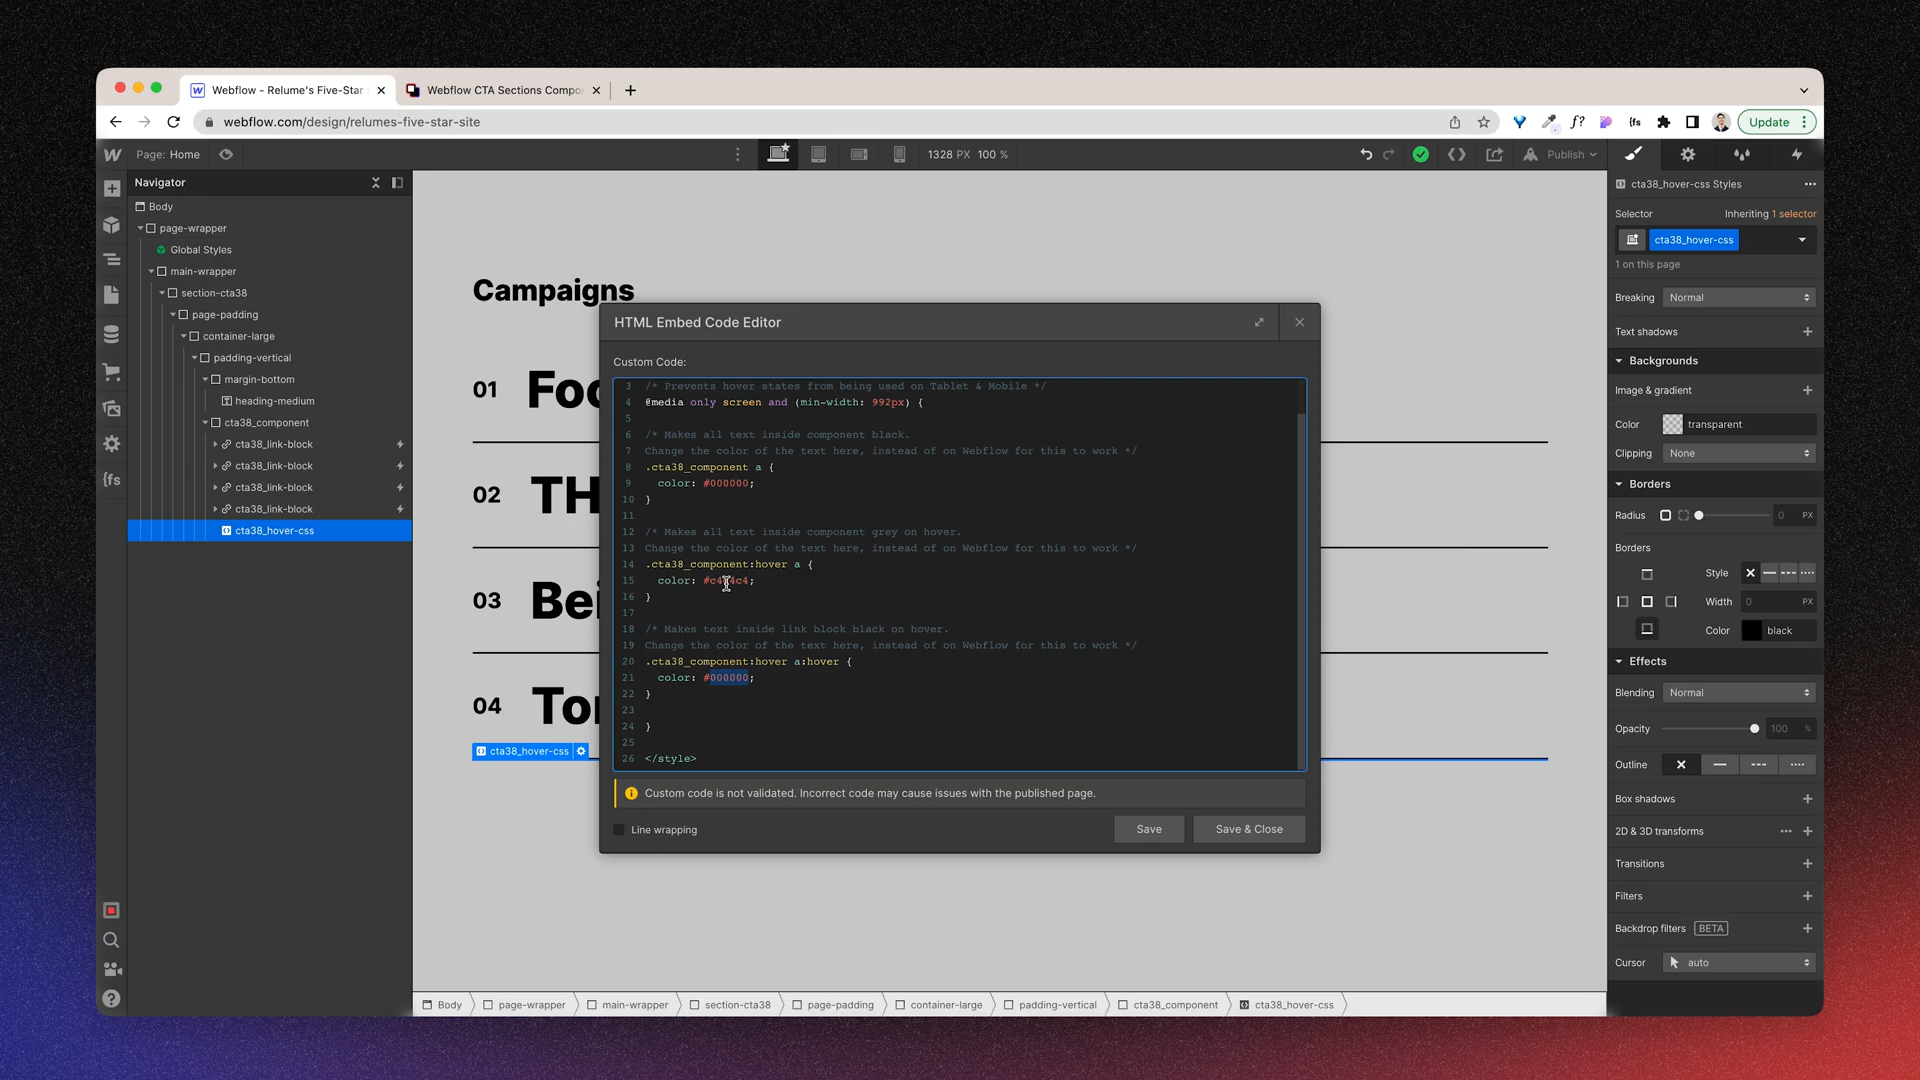 Webflow - Relume's Five-Star
Webflow CTA Sections Compo
webflow.com/design/relumes-five-star-site
f?
{fs
Update
Page: Home
1328 PX 100 %
Publish
Navigator
Body
page-wrapper
Global Styles
main-wrapper
section-cta38
page-padding
container-large
padding-vertical
margin-bottom
heading-medium
cta38_component
cta38_link-block
cta38_link-block
cta38_link-block
cta38_link-block
cta38_hover-css
{fs
Campaigns
01 Foo
02 TH
03 Bei
04
cta38_hover-css
HTML Embed Code Editor
Custom Code:
3 /* Prevents hover states from being used on Tablet & Mobile */
4 @media only screen and (min-width: 992px) {
5
6 /* Makes all text inside component black.
7 Change the color of the text here, instead of on Webflow for this to work */
8 .cta38_component a {
9 color: #000000;
10 }
11
12 /* Makes all text inside component grey on hover.
13 Change the color of the text here, instead of on Webflow for this to work */
14 .cta38_component:hover a {
15 color: #c4c4c4;
16 }
17
18 /* Makes text inside link block black on hover.
19 Change the color of the text here, instead of on Webflow for this to work */
20 .cta38_component:hover a:hover {
21 color: #000000;
22 }
23
24 }
25
26 </style>
Custom code is not validated. Incorrect code may cause issues with the published page.
Line wrapping
Save
Save & Close
cta38_hover-css Styles
Selector
Inheriting 1 selector
cta38_hover-css
1 on this page
Breaking
Normal
Text shadows
Backgrounds
Image & gradient
Color
transparent
Clipping
None
Borders
Radius
0 PX
Borders
Style
Width
0 PX
Color
black
Effects
Blending
Normal
Opacity
100 %
Outline
Box shadows
2D & 3D transforms
Transitions
Filters
Backdrop filters
BETA
Cursor
auto
Body
page-wrapper
main-wrapper
section-cta38
page-padding
container-large
padding-vertical
cta38_component
cta38_hover-css